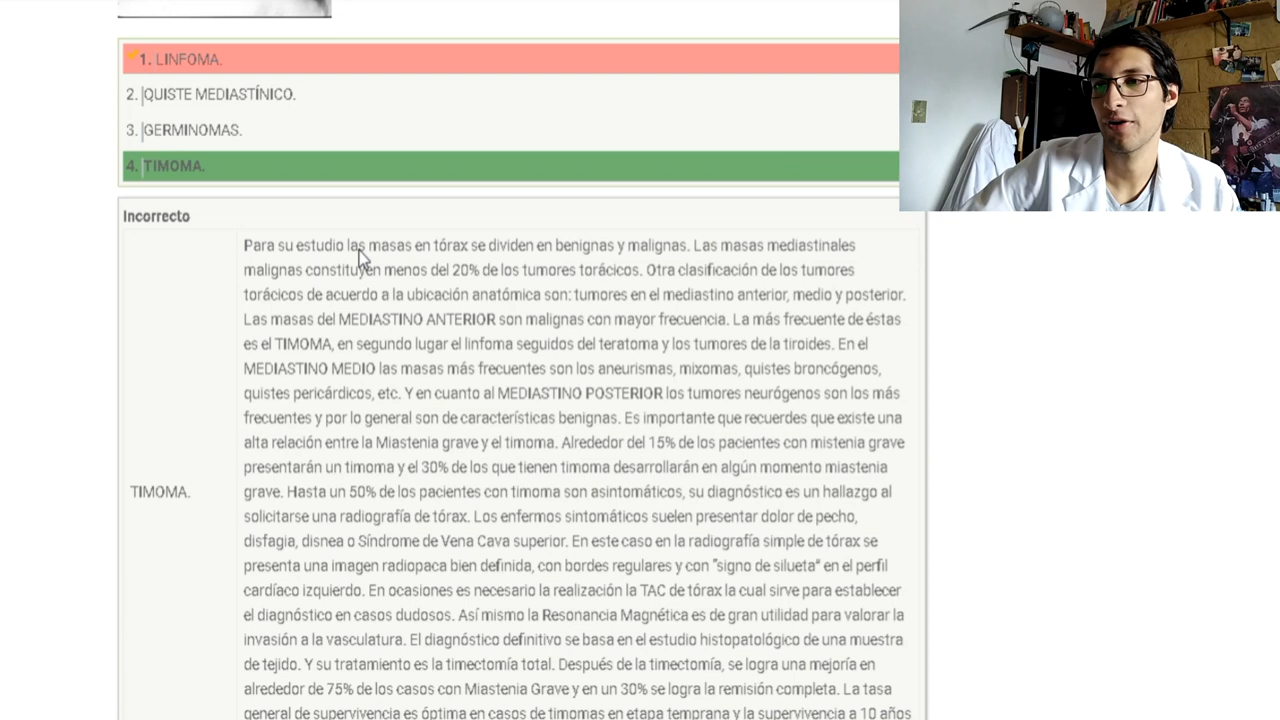 1. LINFOMA.
2. QUISTE MEDIASTÍNICO.
3. GERMINOMAS.
4. TIMOMA.
Incorrecto
TIMOMA.
Para su estudio las masas en tórax se dividen en benignas y malignas. Las masas mediastinales
malignas constituyen menos del 20% de los tumores torácicos. Otra clasificación de los tumores
torácicos de acuerdo a la ubicación anatómica son: tumores en el mediastino anterior, medio y posterior.
Las masas del MEDIASTINO ANTERIOR son malignas con mayor frecuencia. La más frecuente de éstas
es el TIMOMA, en segundo lugar el linfoma seguidos del teratoma y los tumores de la tiroides. En el
MEDIASTINO MEDIO las masas más frecuentes son los aneurismas, mixomas, quistes broncógenos,
quistes pericárdicos, etc. Y en cuanto al MEDIASTINO POSTERIOR los tumores neurógenos son los más
frecuentes y por lo general son de características benignas. Es importante que recuerdes que existe una
alta relación entre la Miastenia grave y el timoma. Alrededor del 15% de los pacientes con mistenia grave
presentarán un timoma y el 30% de los que tienen timoma desarrollarán en algún momento miastenia
grave. Hasta un 50% de los pacientes con timoma son asintomáticos, su diagnóstico es un hallazgo al
solicitarse una radiografía de tórax. Los enfermos sintomáticos suelen presentar dolor de pecho,
disfagia, disnea o Síndrome de Vena Cava superior. En este caso en la radiografía simple de tórax se
presenta una imagen radiopaca bien definida, con bordes regulares y con "signo de silueta" en el perfil
cardíaco izquierdo. En ocasiones es necesario la realización la TAC de tórax la cual sirve para establecer
el diagnóstico en casos dudosos. Así mismo la Resonancia Magnética es de gran utilidad para valorar la
invasión a la vasculatura. El diagnóstico definitivo se basa en el estudio histopatológico de una muestra
de tejido. Y su tratamiento es la timectomía total. Después de la timectomía, se logra una mejoría en
alrededor de 75% de los casos con Miastenia Grave y en un 30% se logra la remisión completa. La tasa
general de supervivencia es óptima en casos de timomas en etapa temprana y la supervivencia a 10 años